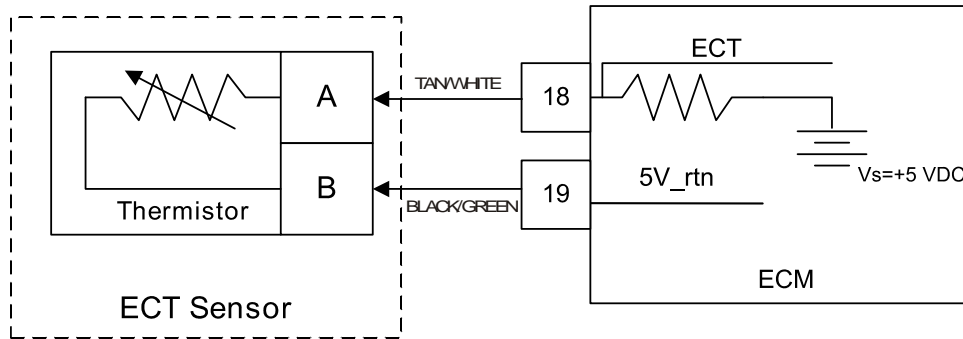 ECT
A
TAN/WHITE
18
B
5V_rtn
Vs=+5 VDC
19
Thermistor
BLACK/GREEN
ECM
ECT Sensor